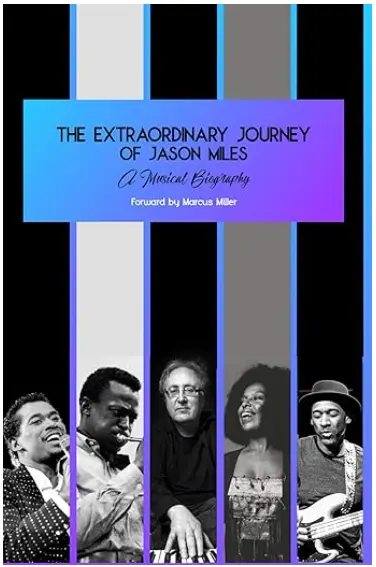 THE EXTRAORDINARY JOURNEY
OF JASON MILES
A Musical Biography
Forward by Marcus Miller